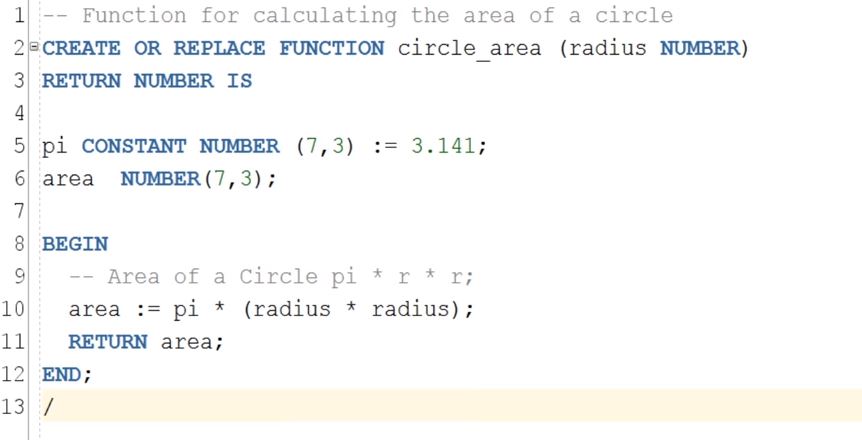 1 -- Function for calculating the area of a circle
2 CREATE OR REPLACE FUNCTION circle_area (radius NUMBER)
3 RETURN NUMBER IS
4
5 pi CONSTANT NUMBER (7,3) := 3.141;
6 area  NUMBER(7,3);
7
8 BEGIN
9   -- Area of a Circle pi * r * r;
10   area := pi * (radius * radius);
11   RETURN area;
12 END;
13 /